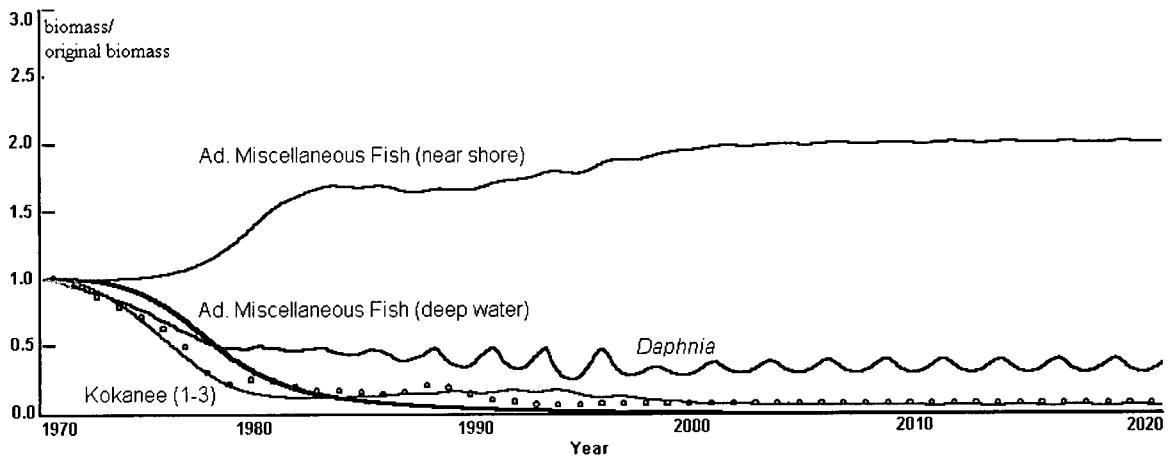 3.0
biomass/
original biomass
2.5
2.0
Ad. Miscellaneous Fish (near shore)
1.5
1.0
Ad. Miscellaneous Fish (deep water)
0.5
Daphnia
Kokanee (1-3)
0.0
1970
1980
1990
2000
2010
2020
Year